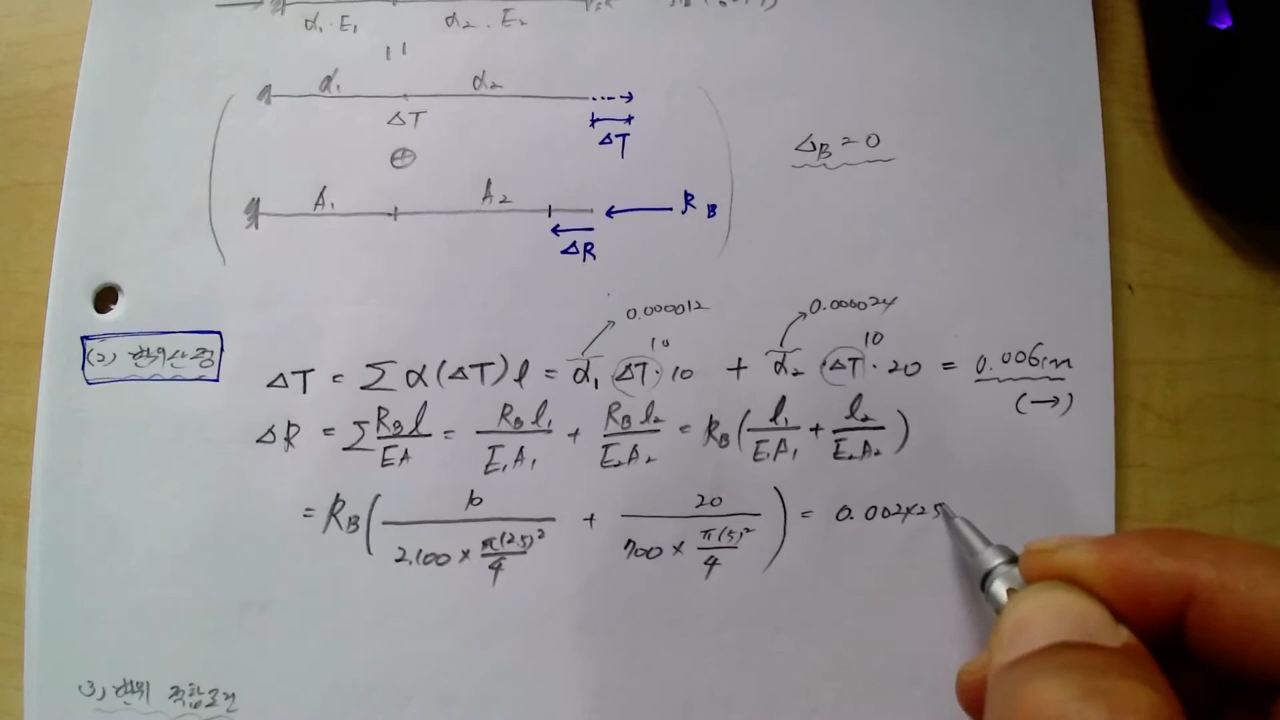 α₁·E₁ α₂·E₂
α₁ α₂
ΔT
ΔT
⊕
Δ_B = 0
A₁ A₂ R_B
ΔR
0.000012 0.000024
10 10
(2) 변위산정
ΔT = Σα(ΔT)l = α₁ ΔT·10 + α₂ ΔT·20 = 0.006cm
(→)
ΔR = Σ R_B l / EA = R_B l₁ / E₁A₁ + R_B l₂ / E₂A₂ = R_B ( l₁ / E₁A₁ + l₂ / E₂A₂ )
= R_B ( 10 / 2,100 × π(2.5)² / 4 + 20 / 700 × π(5)² / 4 ) = 0.002425
3) 변위 적합조건